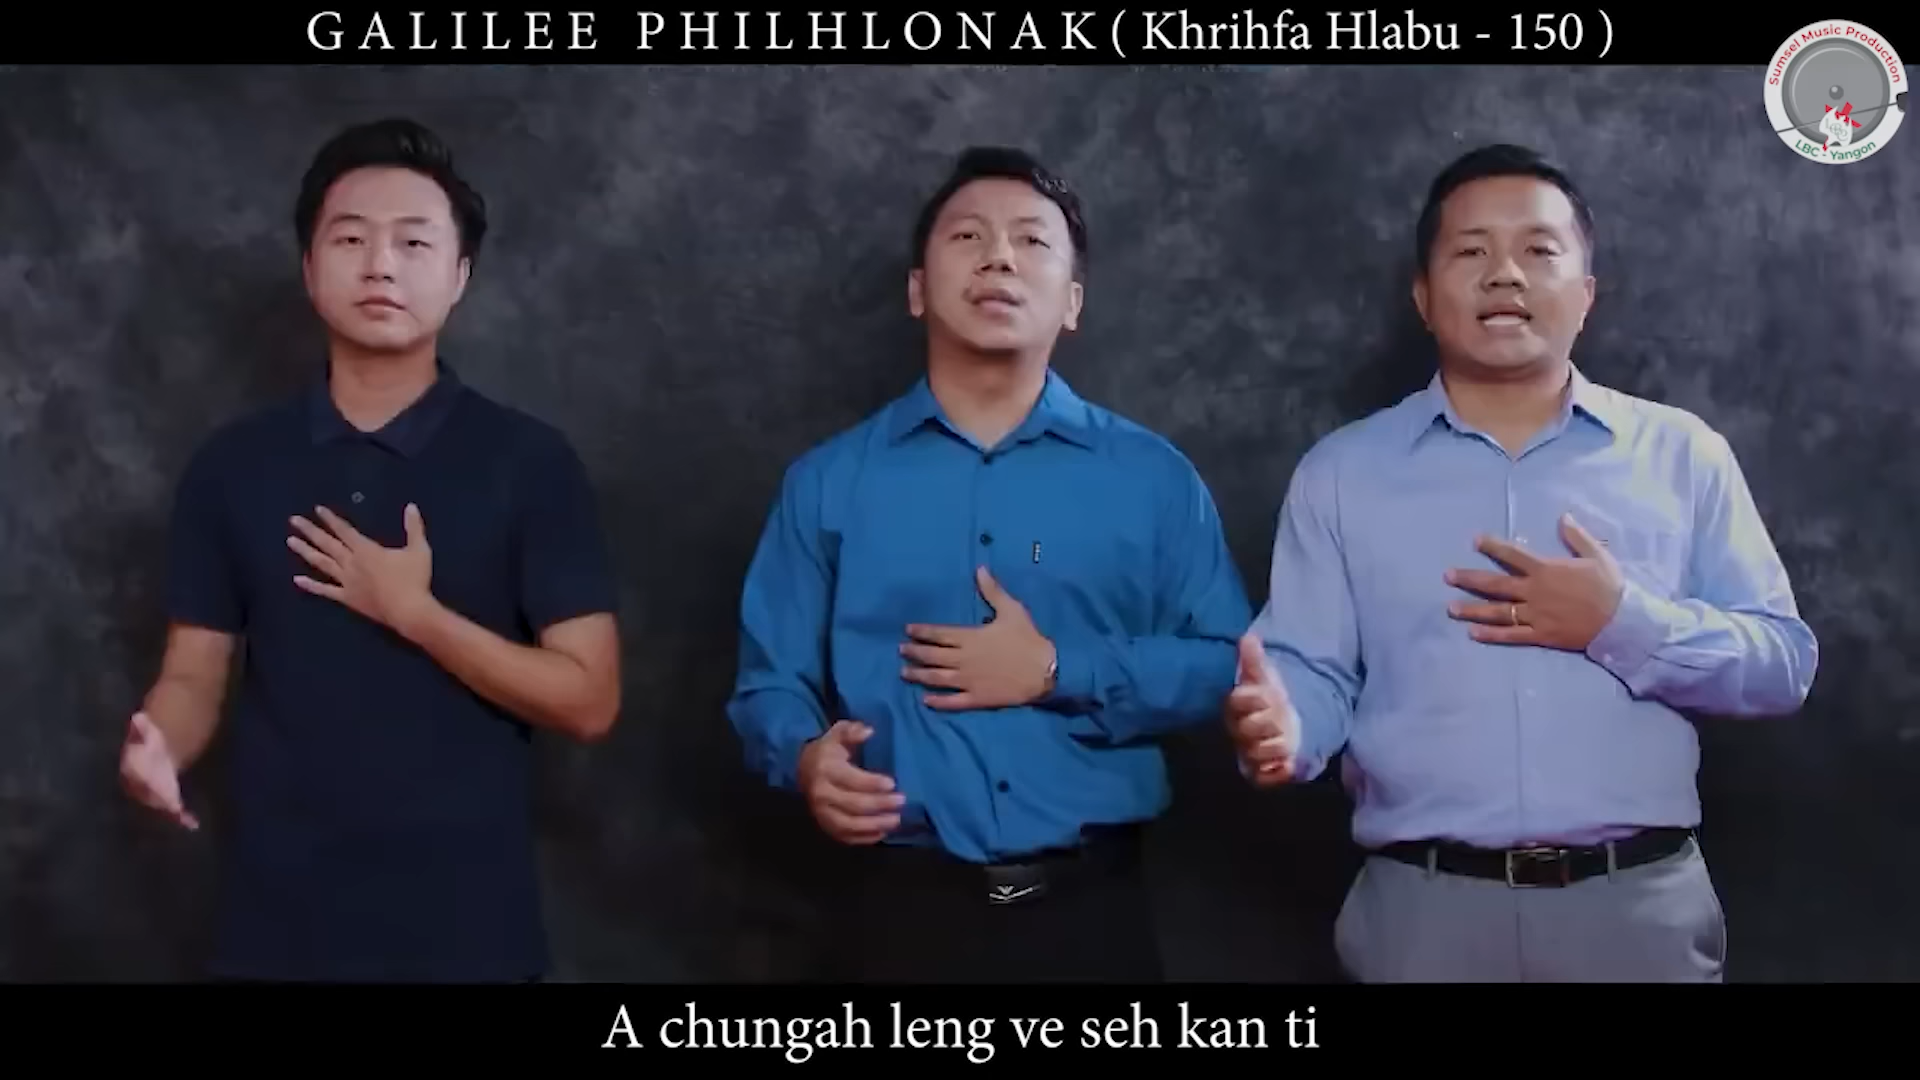 GALILEE PHILHLONAK ( Khrihfa Hlabu - 150 )
Sumsel Music Production
LBC - Yangon
A chungah leng ve seh kan ti